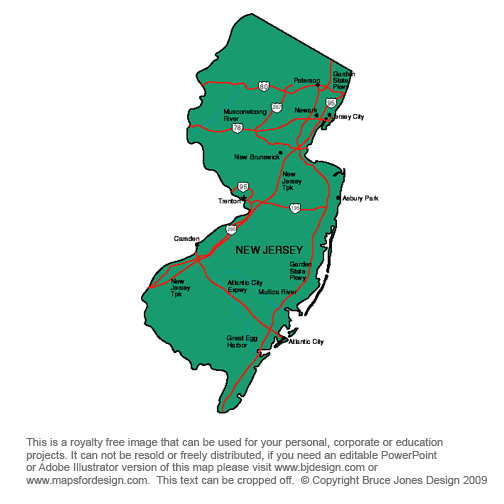 Garden
State
Pkwy
Paterson
80
287
95
Musconetcong
River
Newark
Jersey City
78
New Brunswick
New
Jersey
Tpk
95
Trenton
195
Asbury Park
295
Camden
NEW JERSEY
Garden
State
Pkwy
New
Jersey
Tpk
Atlantic City
Expwy
Mullica River
Great Egg
Harbor
Atlantic City
This is a royalty free image that can be used for your personal, corporate or education
projects. It can not be resold or freely distributed, if you need an editable PowerPoint
or Adobe Illustrator version of this map please visit www.bjdesign.com or
www.mapsfordesign.com. This text can be cropped off. © Copyright Bruce Jones Design 2009